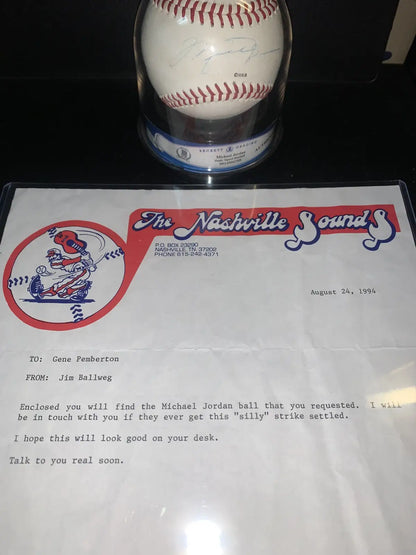 BECKETT
Michael Jordan
The Nashville Sounds
P.O. BOX 23290
NASHVILLE, TN 37202
PHONE 615-242-4371
August 24, 1994
TO: Gene Pemberton
FROM: Jim Ballweg
Enclosed you will find the Michael Jordan ball that you requested. I will
be in touch with you if they ever get this "silly" strike settled.
I hope this will look good on your desk.
Talk to you real soon.